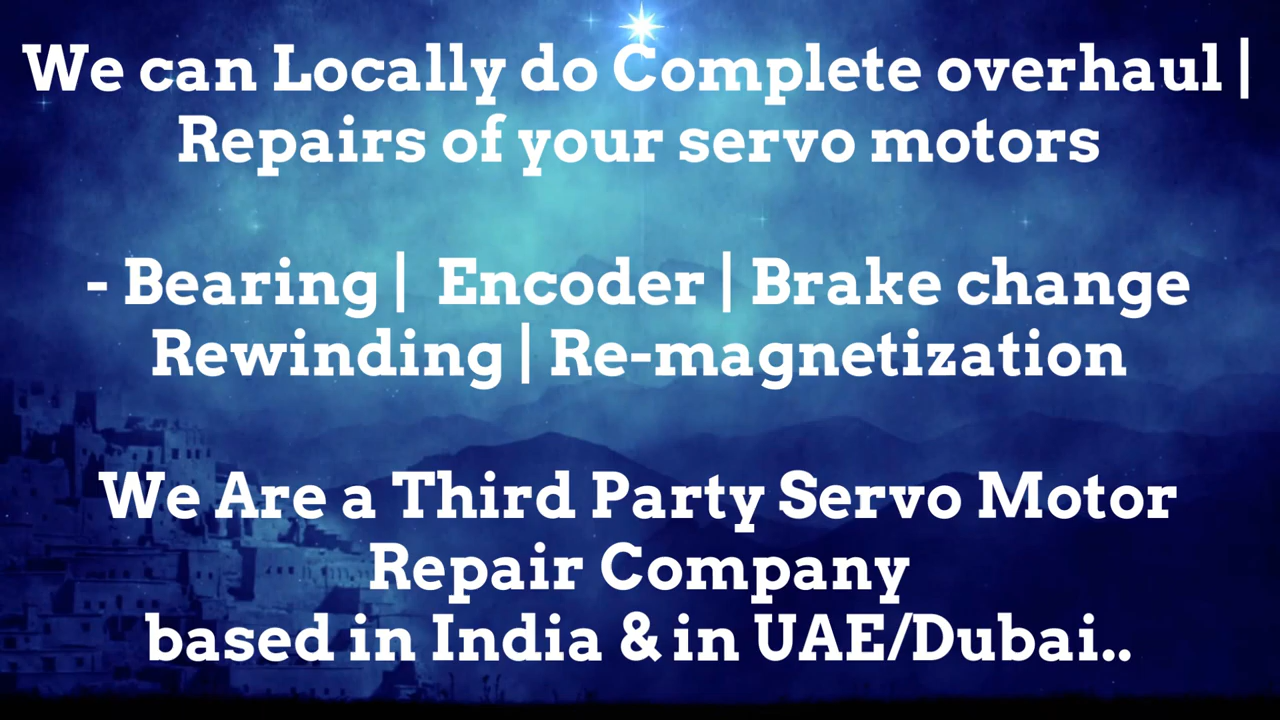 We can Locally do Complete overhaul |
Repairs of your servo motors
- Bearing | Encoder | Brake change
Rewinding | Re-magnetization
We Are a Third Party Servo Motor
Repair Company
based in India & in UAE/Dubai..